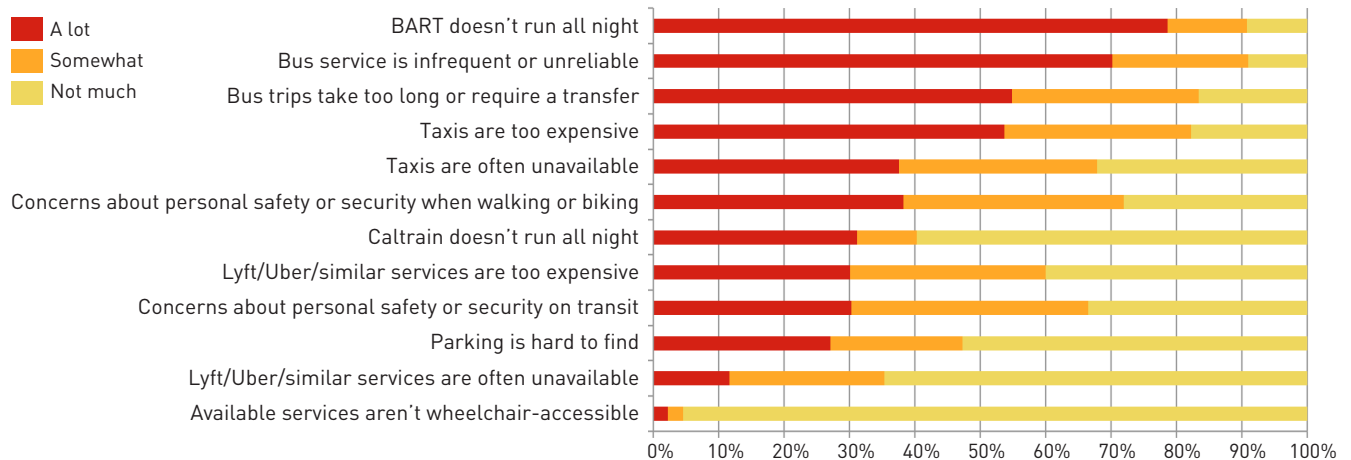 A lot
Somewhat
Not much
BART doesn’t run all night
Bus service is infrequent or unreliable
Bus trips take too long or require a transfer
Taxis are too expensive
Taxis are often unavailable
Concerns about personal safety or security when walking or biking
Caltrain doesn’t run all night
Lyft/Uber/similar services are too expensive
Concerns about personal safety or security on transit
Parking is hard to find
Lyft/Uber/similar services are often unavailable
Available services aren’t wheelchair-accessible
0% 10% 20% 30% 40% 50% 60% 70% 80% 90% 100%